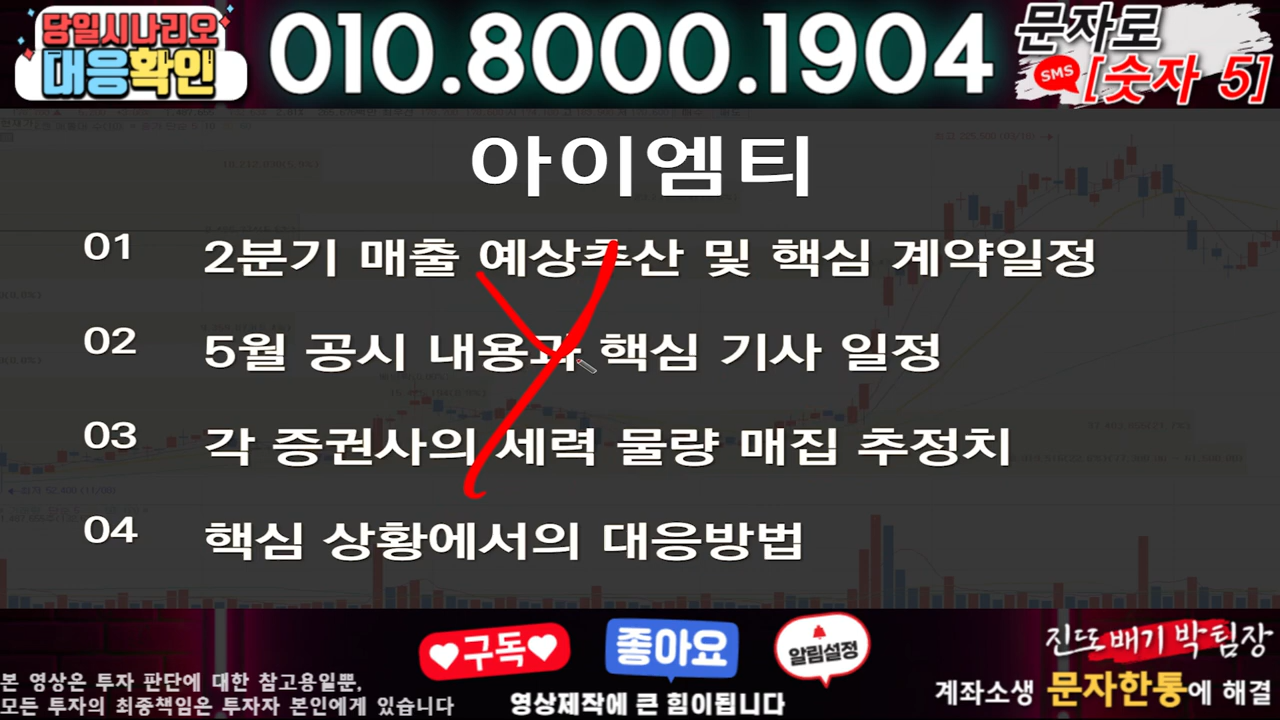 당일시나리오
대응확인
010.8000.1904
문자로
SMS
[숫자 5]
아이엠티
01 2분기 매출 예상추산 및 핵심 계약일정
02 5월 공시 내용과 핵심 기사 일정
03 각 증권사의 세력 물량 매집 추정치
04 핵심 상황에서의 대응방법
구독
좋아요
알림설정
영상제작에 큰 힘이됩니다
본 영상은 투자 판단에 대한 참고용일뿐,
모든 투자의 최종책임은 투자자 본인에게 있습니다
진또배기 박팀장
계좌소생 문자한통에 해결